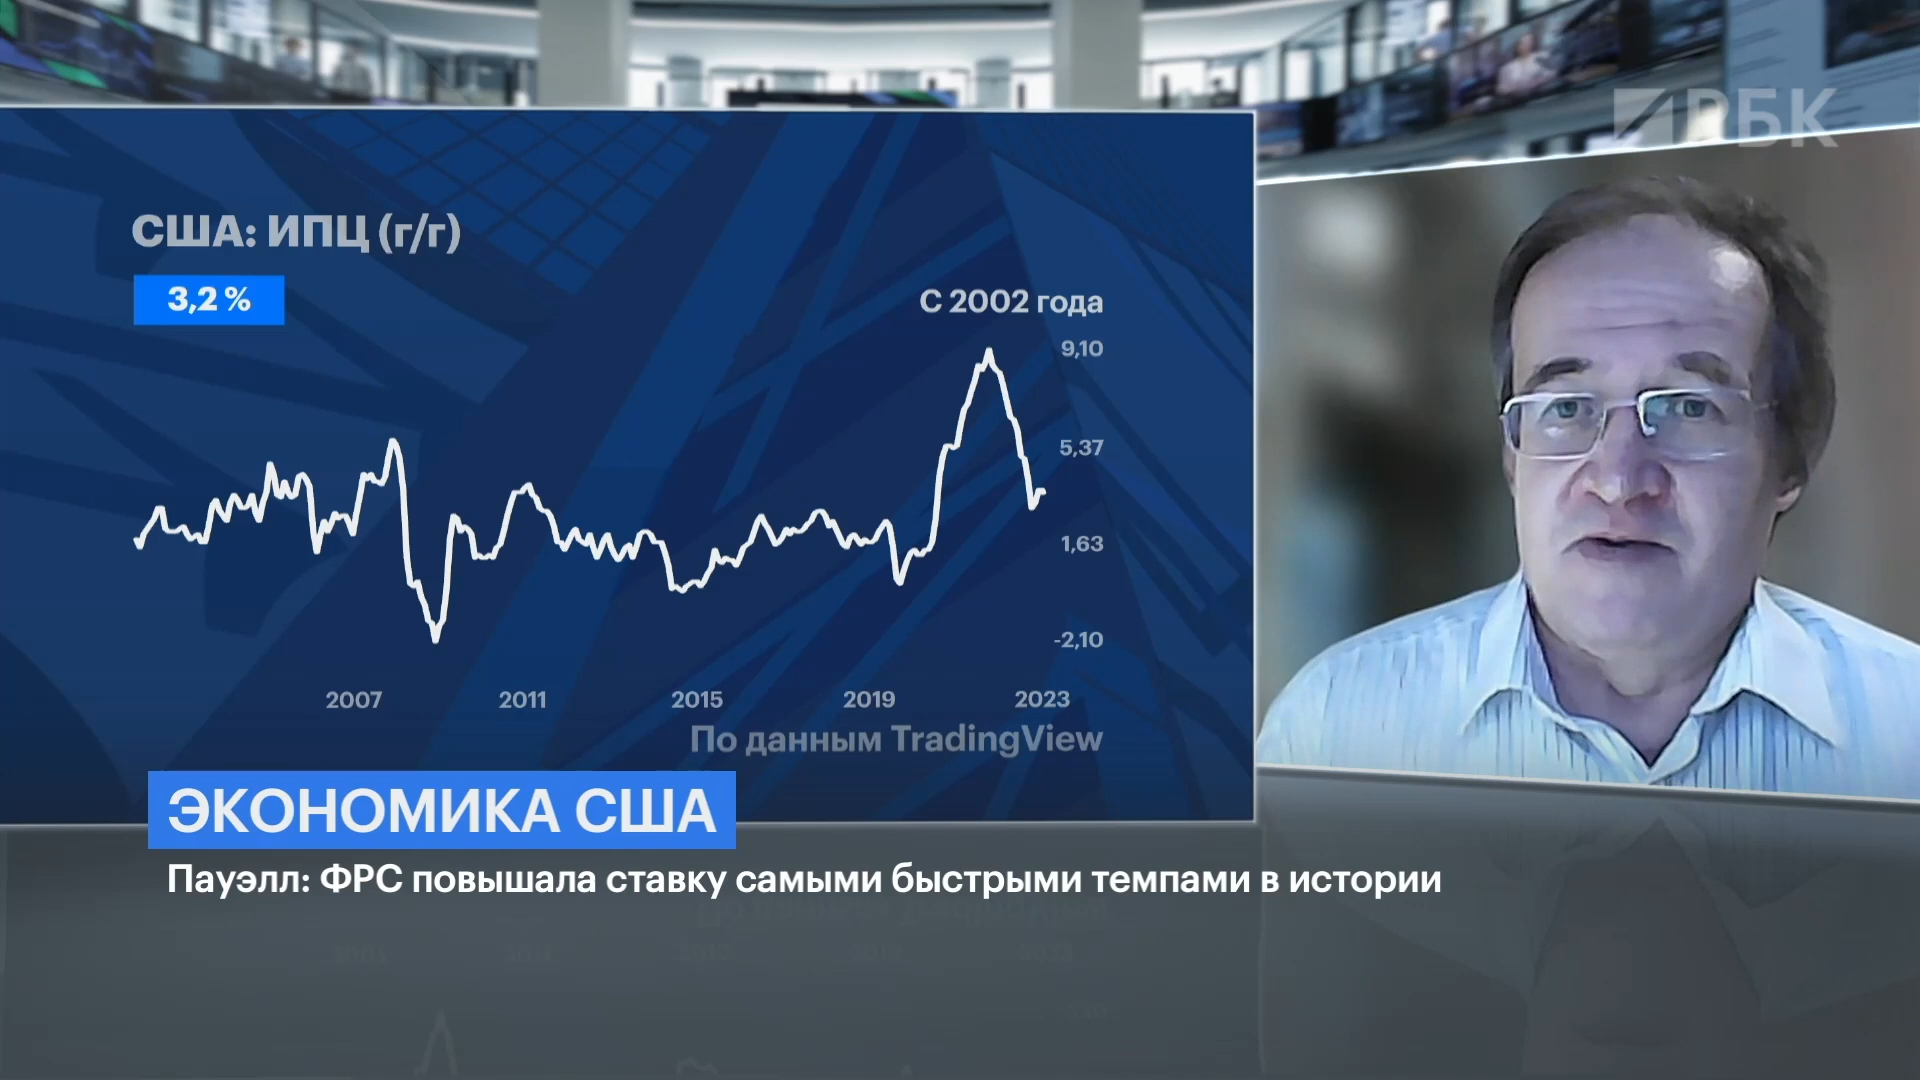 РБК
США: ИПЦ (г/г)
3,2 %
С 2002 года
9,10
5,37
1,63
-2,10
2007 2011 2015 2019 2023
По данным TradingView
ЭКОНОМИКА США
Пауэлл: ФРС повышала ставку самыми быстрыми темпами в истории